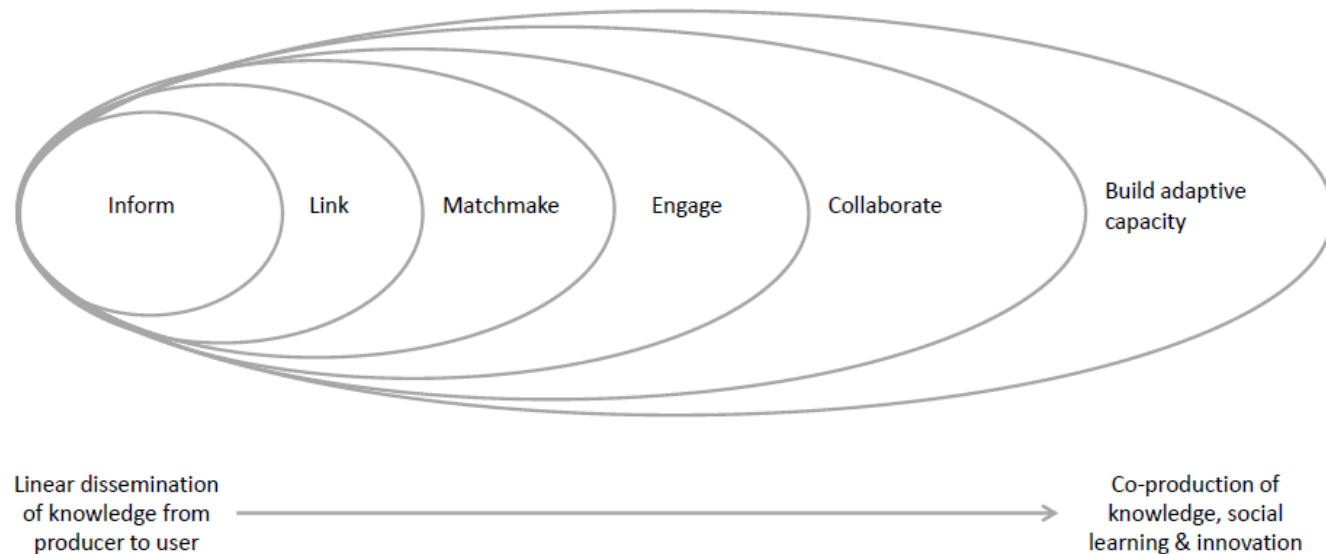 Inform
Link
Matchmake
Engage
Collaborate
Build adaptive
capacity
Linear dissemination
of knowledge from
producer to user
Co-production of
knowledge, social
learning & innovation